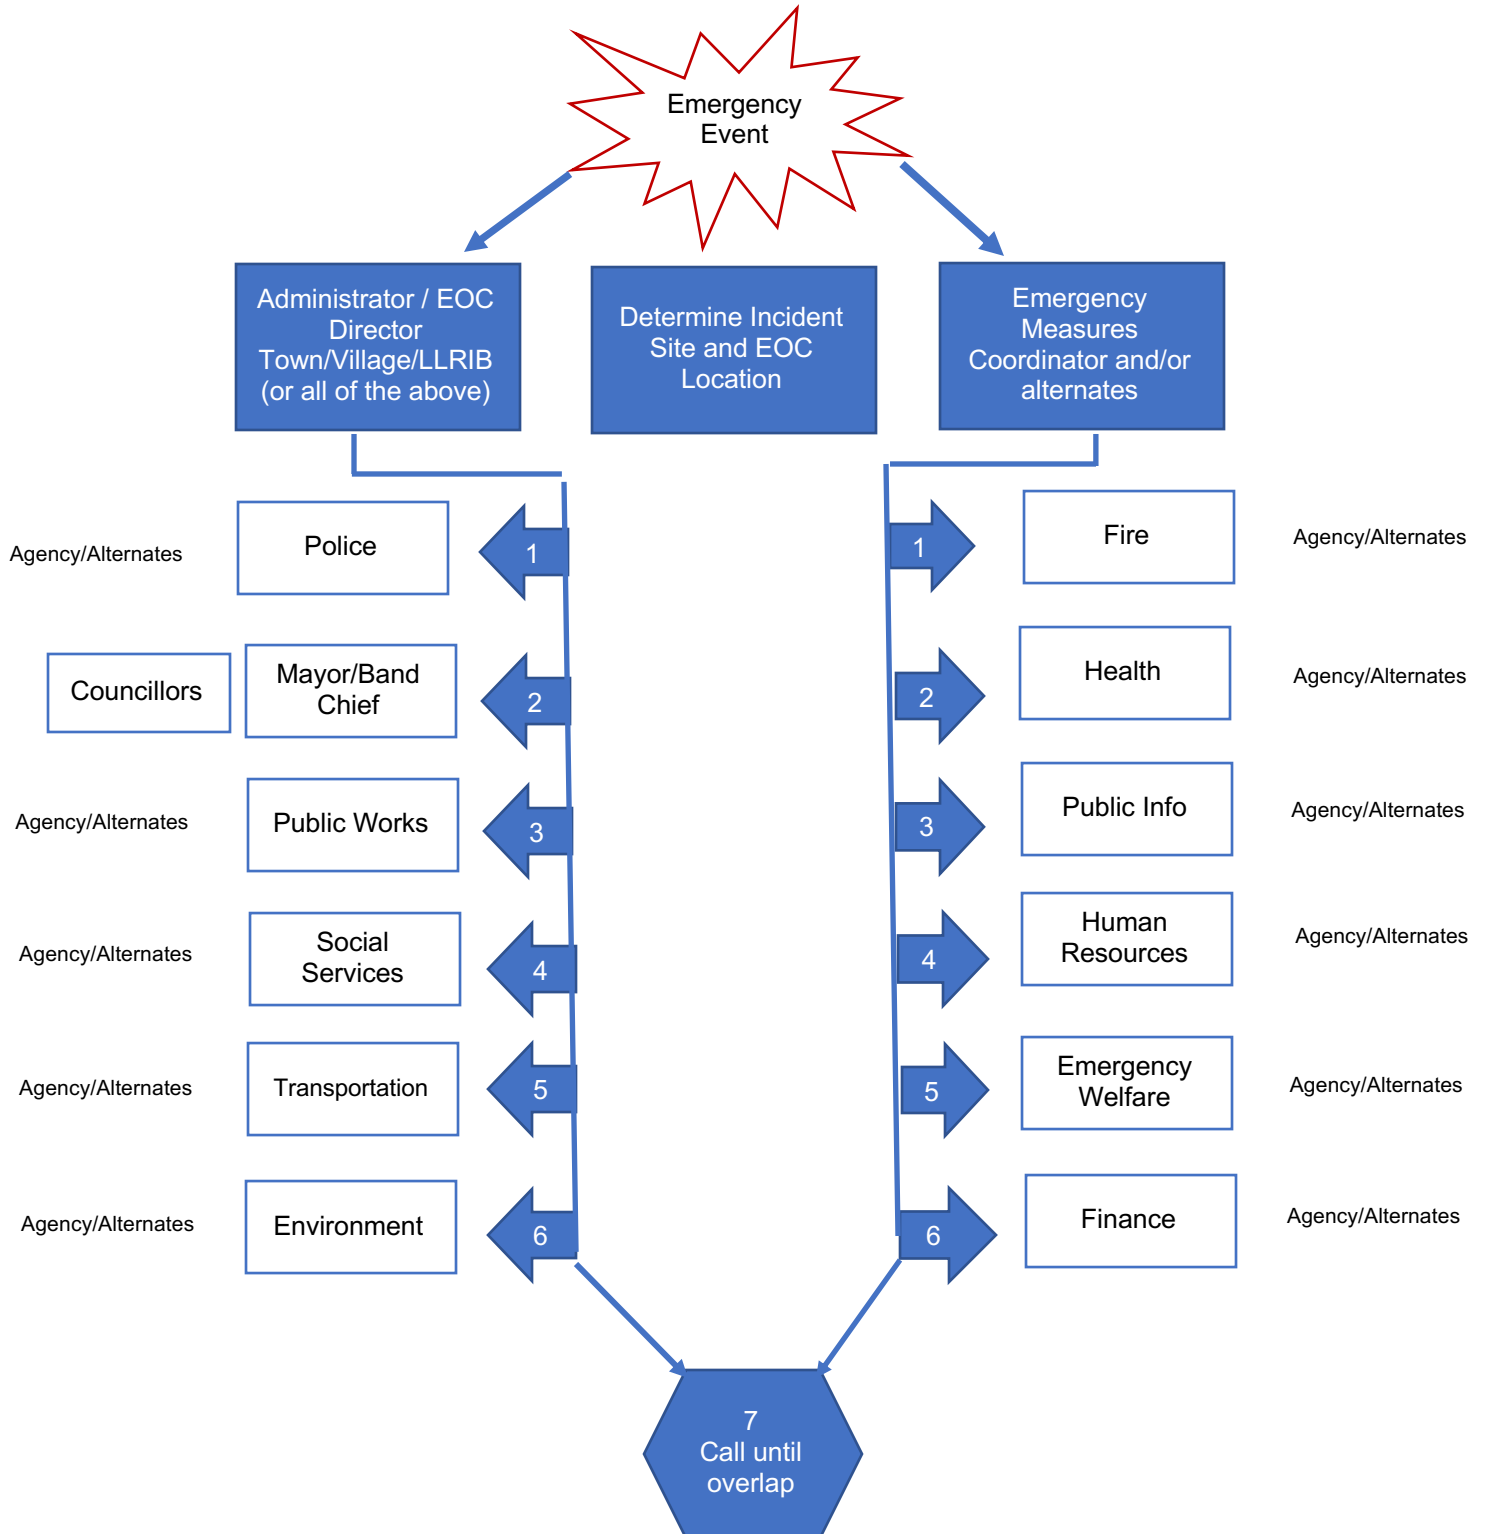 Emergency
Event
Administrator / EOC
Director
Town/Village/LLRIB
(or all of the above)
Determine Incident
Site and EOC
Location
Emergency
Measures
Coordinator and/or
alternates
Agency/Alternates
Police
1
1
Fire
Agency/Alternates
Councillors
Mayor/Band
Chief
2
2
Health
Agency/Alternates
Agency/Alternates
Public Works
3
3
Public Info
Agency/Alternates
Agency/Alternates
Social
Services
4
4
Human
Resources
Agency/Alternates
Agency/Alternates
Transportation
5
5
Emergency
Welfare
Agency/Alternates
Agency/Alternates
Environment
6
6
Finance
Agency/Alternates
7
Call until
overlap